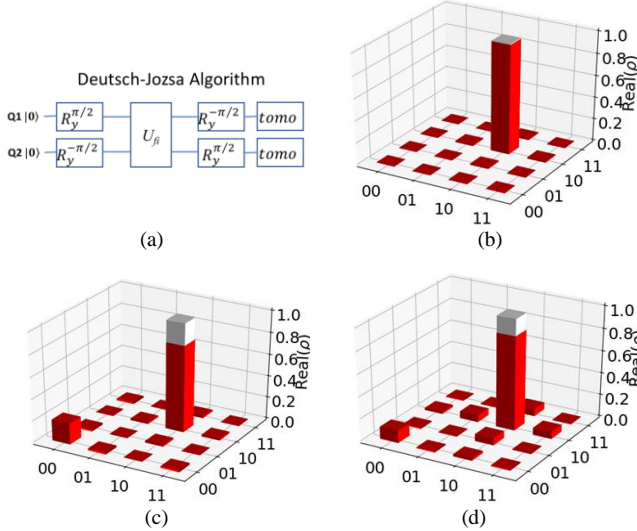 Deutsch-Jozsa Algorithm
Q1 |0⟩ R_y^{π/2} U_{fi} R_y^{-π/2} tomo
Q2 |0⟩ R_y^{-π/2} R_y^{π/2} tomo
(a)
1.0
0.8
0.6
0.4
0.2
0.0
Real(ρ)
00 01 10 11
00 01 10 11
(b)
1.0
0.8
0.6
0.4
0.2
0.0
Real(ρ)
00 01 10 11
00 01 10 11
(c)
1.0
0.8
0.6
0.4
0.2
0.0
Real(ρ)
00 01 10 11
00 01 10 11
(d)